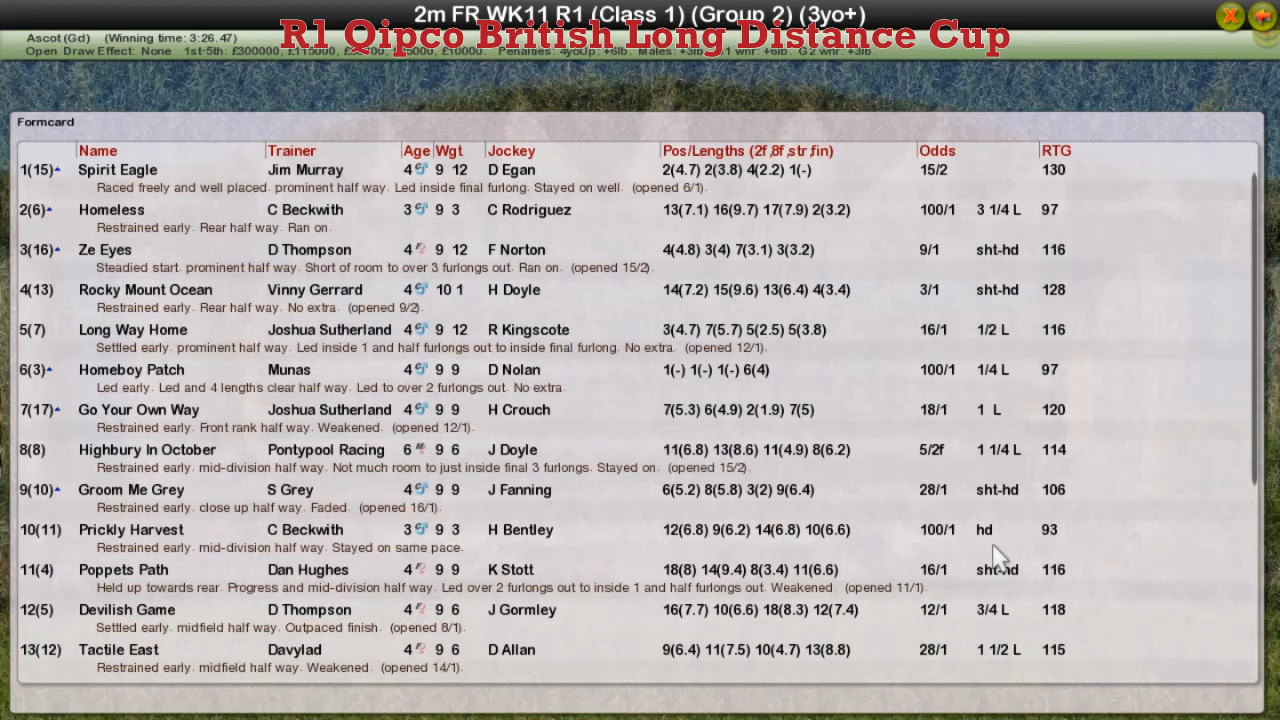 2m FR WK11 R1 (Class 1) (Group 2) (3yo+)
R1 Qipco British Long Distance Cup
Ascot(Gd) (Winning time: 3:26.47)
Open Draw Effect: None 1st-5th: £300000, £10000. Penalties: 4yoUp: +6lb. Males: +3lb. wnr: +6lb. G2 wnr: +3lb.
Formcard
Name Trainer Age Wgt Jockey Pos/Lengths (2f,8f,str,fin) Odds RTG
1(15) Spirit Eagle Jim Murray 4 9 12 D Egan 2(4.7) 2(3.8) 4(2.2) 1(-) 15/2 130
Raced freely and well placed. prominent half way. Led inside final furlong. Stayed on well. (opened 6/1).
2(6) Homeless C Beckwith 3 9 3 C Rodriguez 13(7.1) 16(9.7) 17(7.9) 2(3.2) 100/1 3 1/4 L 97
Restrained early. Rear half way. Ran on.
3(16) Ze Eyes D Thompson 4 9 12 F Norton 4(4.8) 3(4) 7(3.1) 3(3.2) 9/1 sht-hd 116
Steadied start. prominent half way. Short of room to over 3 furlongs out. Ran on. (opened 15/2).
4(13) Rocky Mount Ocean Vinny Gerrard 4 10 1 H Doyle 14(7.2) 15(9.6) 13(6.4) 4(3.4) 3/1 sht-hd 128
Restrained early. Rear half way. No extra. (opened 9/2).
5(7) Long Way Home Joshua Sutherland 4 9 12 R Kingscote 3(4.7) 7(5.7) 5(2.5) 5(3.8) 16/1 1/2 L 116
Settled early. prominent half way. Led inside 1 and half furlongs out to inside final furlong. No extra. (opened 12/1).
6(3) Homeboy Patch Munas 4 9 9 D Nolan 1(-) 1(-) 1(-) 6(4) 100/1 1/4 L 97
Led early. Led and 4 lengths clear half way. Led to over 2 furlongs out. No extra.
7(17) Go Your Own Way Joshua Sutherland 4 9 9 H Crouch 7(5.3) 6(4.9) 2(1.9) 7(5) 18/1 1 L 120
Restrained early. Front rank half way. Weakened. (opened 12/1).
8(8) Highbury In October Pontypool Racing 6 9 6 J Doyle 11(6.8) 13(8.6) 11(4.9) 8(6.2) 5/2f 1 1/4 L 114
Restrained early. mid-division half way. Not much room to just inside final 3 furlongs. Stayed on. (opened 15/2).
9(10) Groom Me Grey S Grey 4 9 9 J Fanning 6(5.2) 8(5.8) 3(2) 9(6.4) 28/1 sht-hd 106
Restrained early. close up half way. Faded. (opened 16/1).
10(11) Prickly Harvest C Beckwith 3 9 3 H Bentley 12(6.8) 9(6.2) 14(6.8) 10(6.6) 100/1 hd 93
Restrained early. mid-division half way. Stayed on same pace.
11(4) Poppets Path Dan Hughes 4 9 9 K Stott 18(8) 14(9.4) 8(3.4) 11(6.6) 16/1 sht-hd 116
Held up towards rear. Progress and mid-division half way. Led over 2 furlongs out to inside 1 and half furlongs out. Weakened. (opened 11/1).
12(5) Devilish Game D Thompson 4 9 6 J Gormley 16(7.7) 10(6.6) 18(8.3) 12(7.4) 12/1 3/4 L 118
Settled early. midfield half way. Outpaced finish. (opened 8/1).
13(12) Tactile East Davylad 4 9 6 D Allan 9(6.4) 11(7.5) 10(4.7) 13(8.8) 28/1 1 1/2 L 115
Restrained early. midfield half way. Weakened. (opened 14/1).